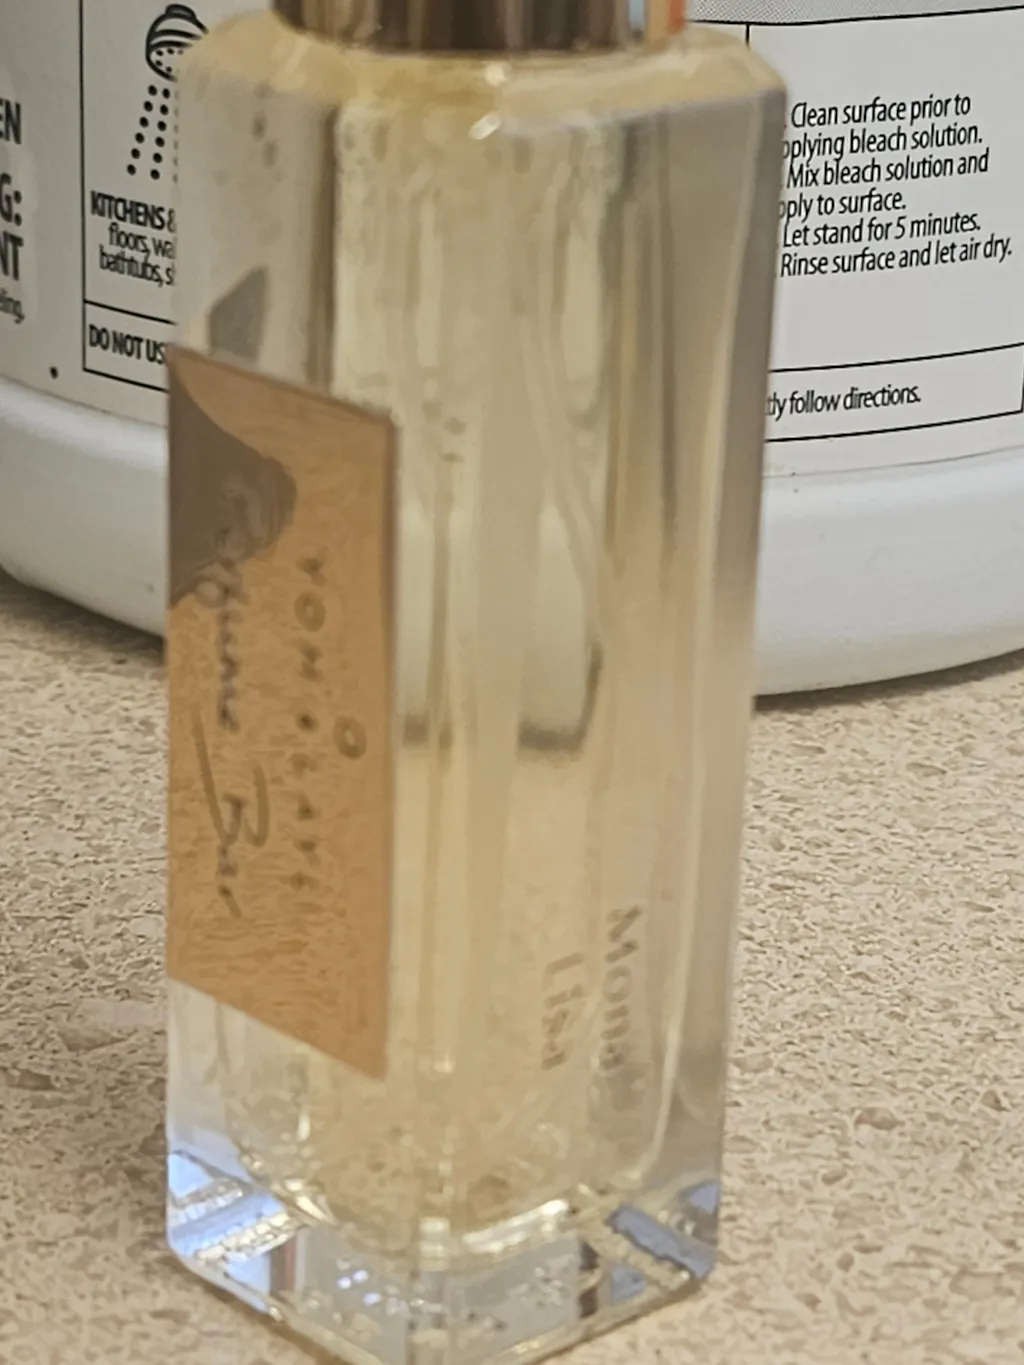 EN
G:
NT
KITCHENS &
floors, wa
bathtubs, s
DO NOT US
Clean surface prior to
pplying bleach solution.
Mix bleach solution and
pply to surface.
Let stand for 5 minutes.
Rinse surface and let air dry.
tly follow directions.
Bar
Mona
Lisa